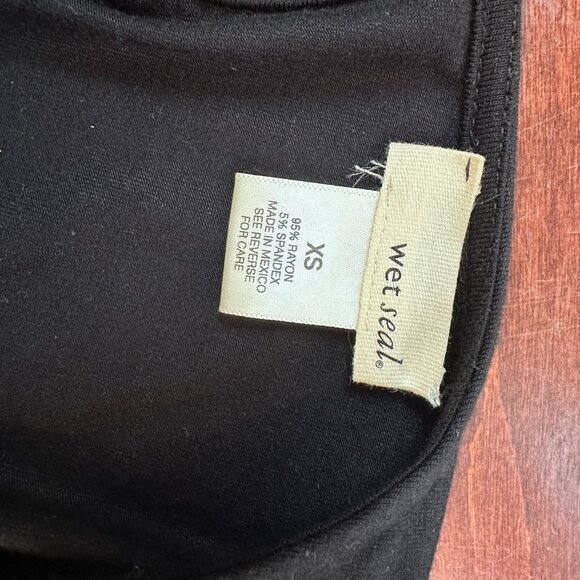 wet seal®
XS
95% RAYON
5% SPANDEX
MADE IN MEXICO
SEE REVERSE
FOR CARE